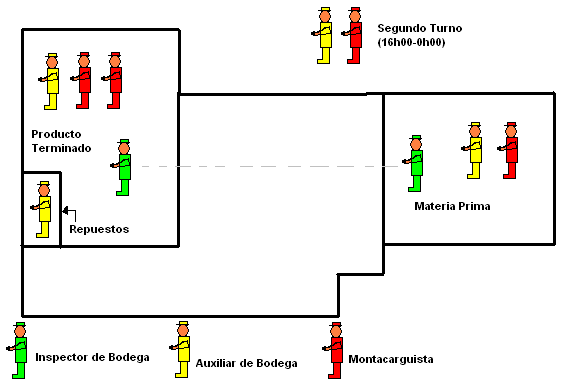 Segundo Turno
(16h00-0h00)
Producto
Terminado
Repuestos
Materia Prima
Inspector de Bodega
Auxiliar de Bodega
Montacarguista